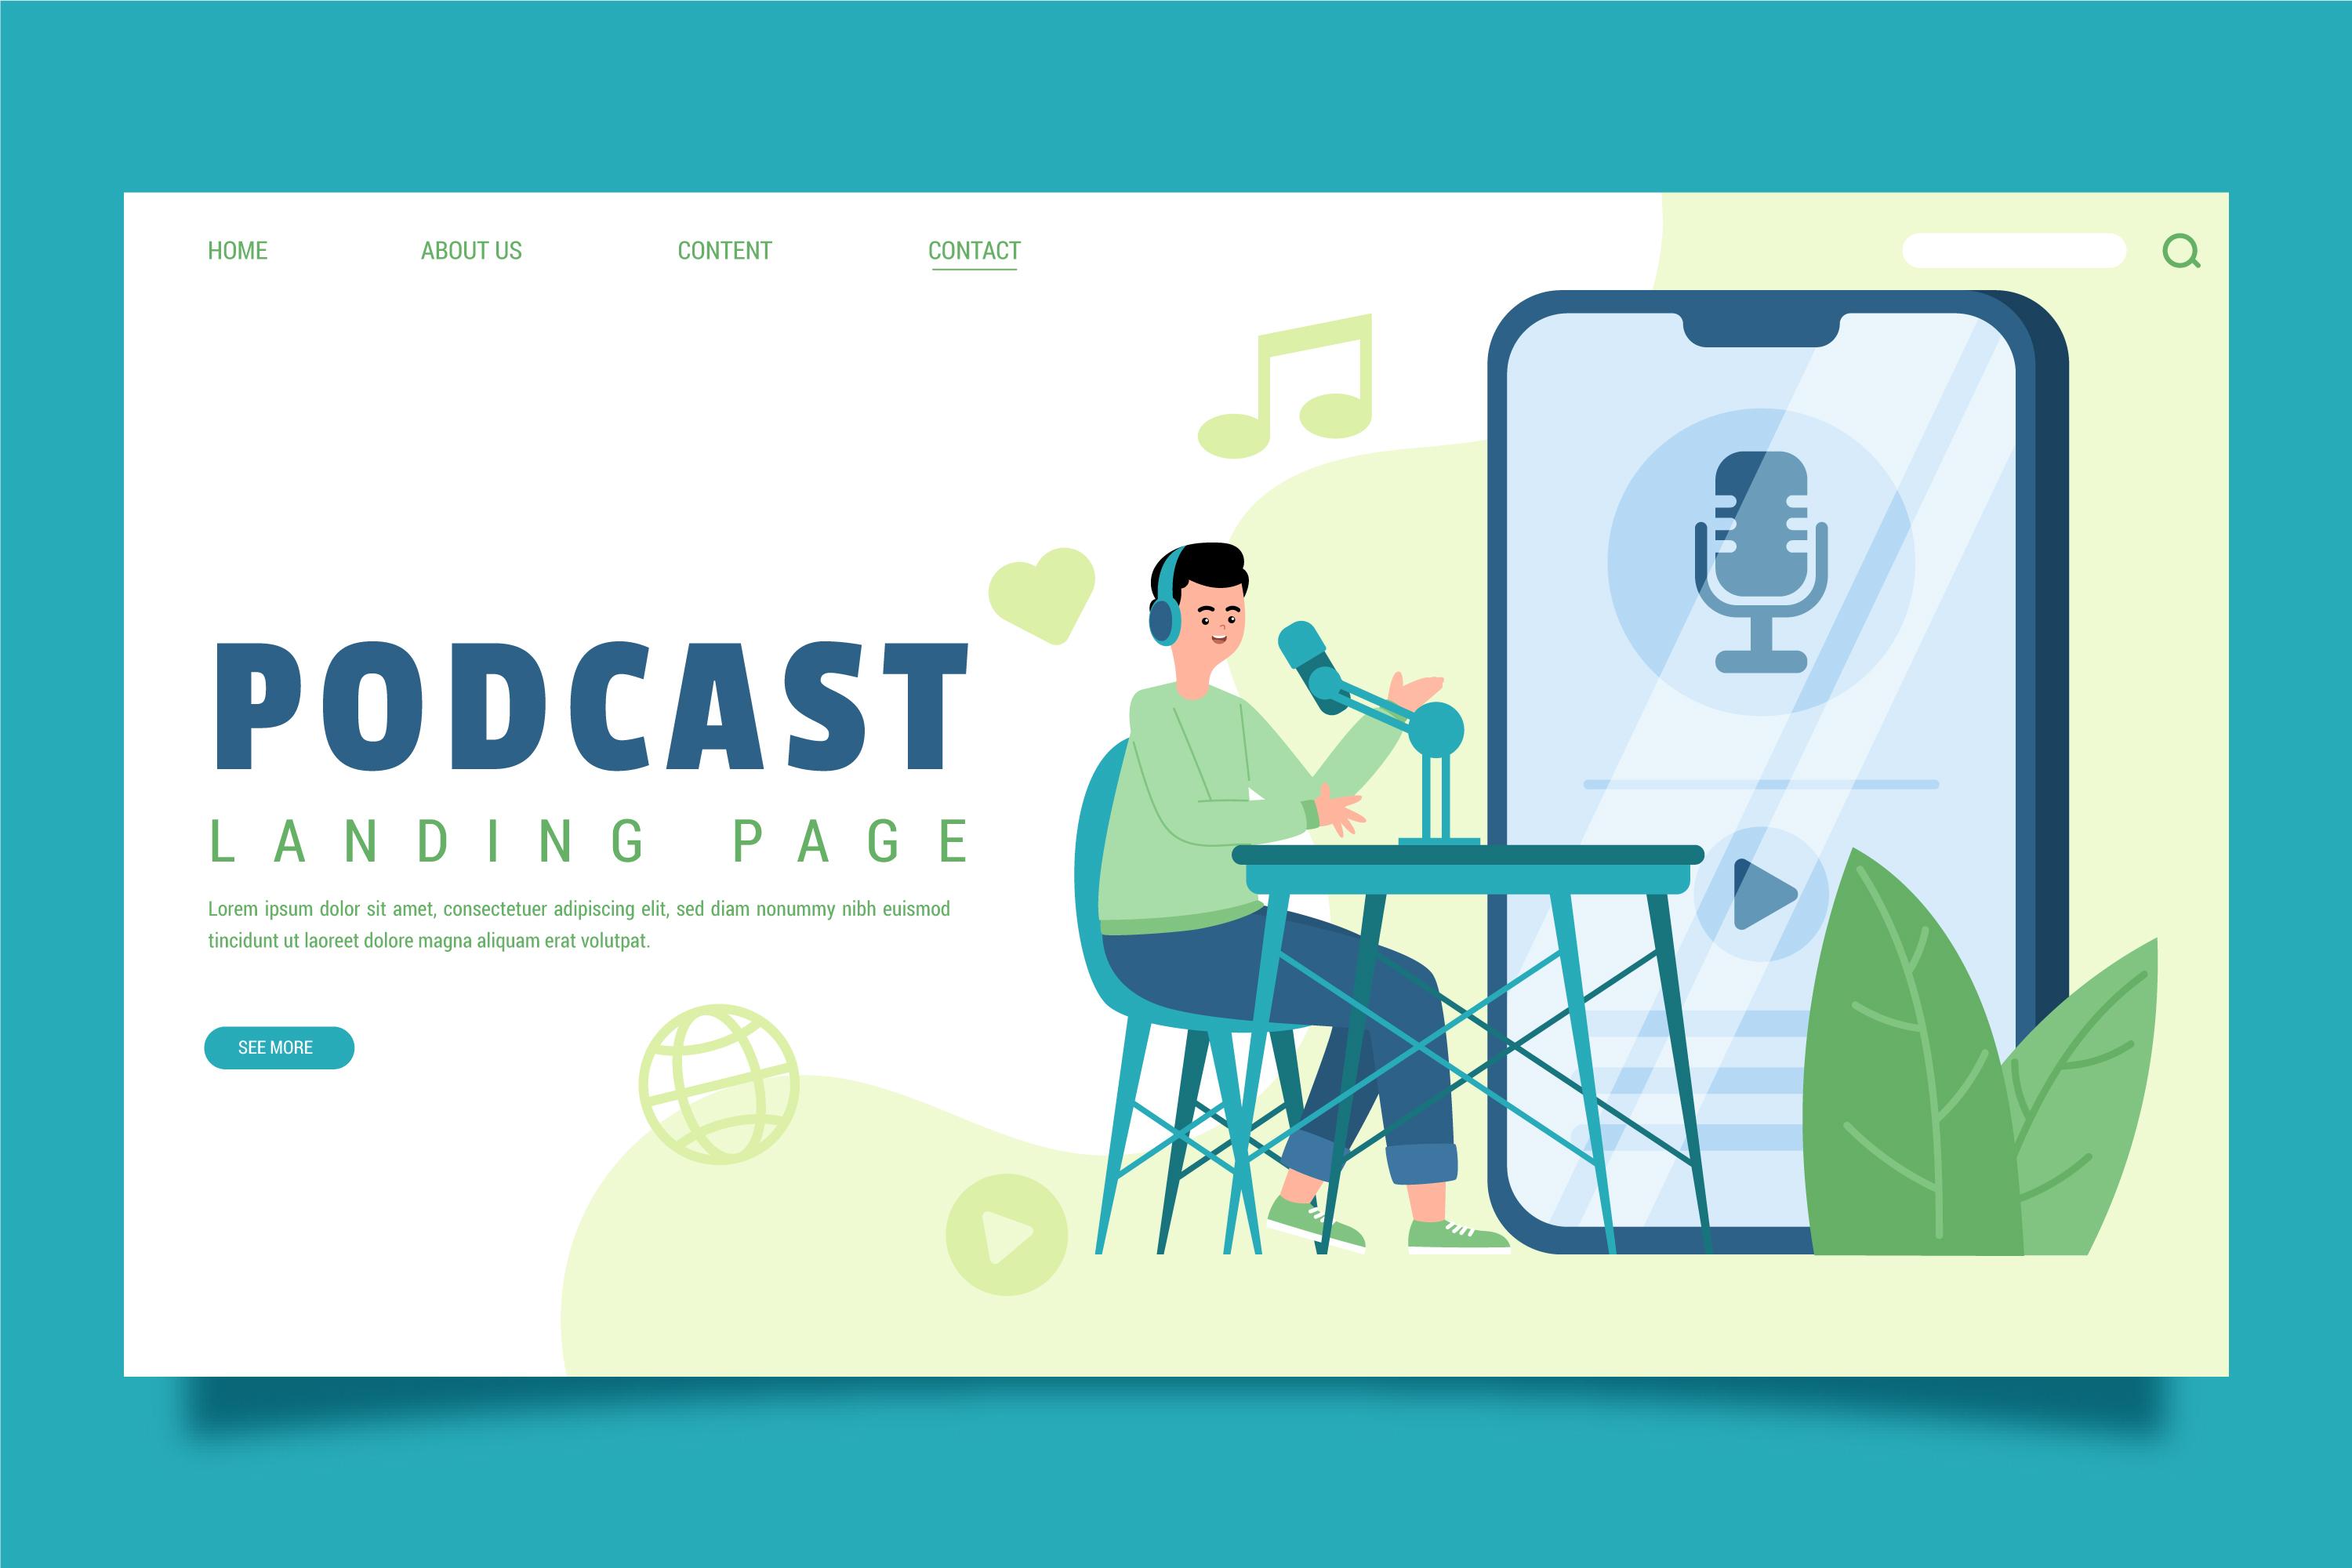 HOME ABOUT US CONTENT CONTACT
PODCAST
LANDING PAGE
Lorem ipsum dolor sit amet, consectetuer adipiscing elit, sed diam nonummy nibh euismod
tincidunt ut laoreet dolore magna aliquam erat volutpat.
SEE MORE